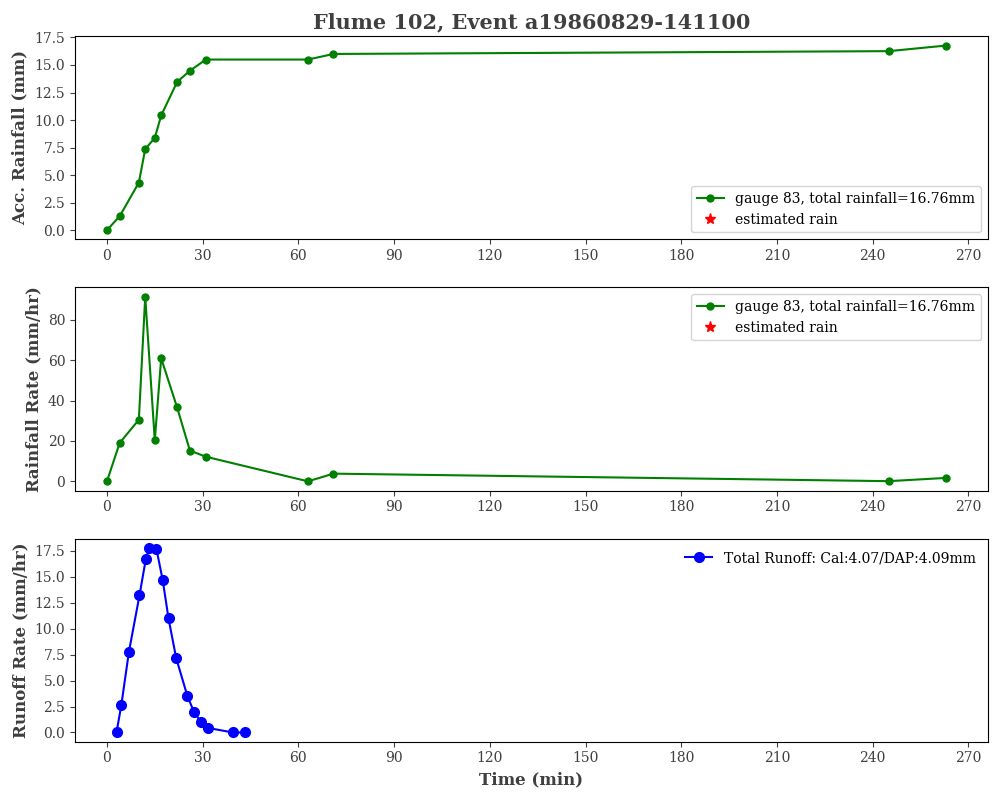 Flume 102, Event a19860829-141100
17.5
15.0
12.5
10.0
7.5
5.0
2.5
0.0
Acc. Rainfall (mm)
gauge 83, total rainfall=16.76mm
estimated rain
0 30 60 90 120 150 180 210 240 270
80
60
40
20
0
Rainfall Rate (mm/hr)
gauge 83, total rainfall=16.76mm
estimated rain
0 30 60 90 120 150 180 210 240 270
17.5
15.0
12.5
10.0
7.5
5.0
2.5
0.0
Runoff Rate (mm/hr)
Total Runoff: Cal:4.07/DAP:4.09mm
0 30 60 90 120 150 180 210 240 270
Time (min)